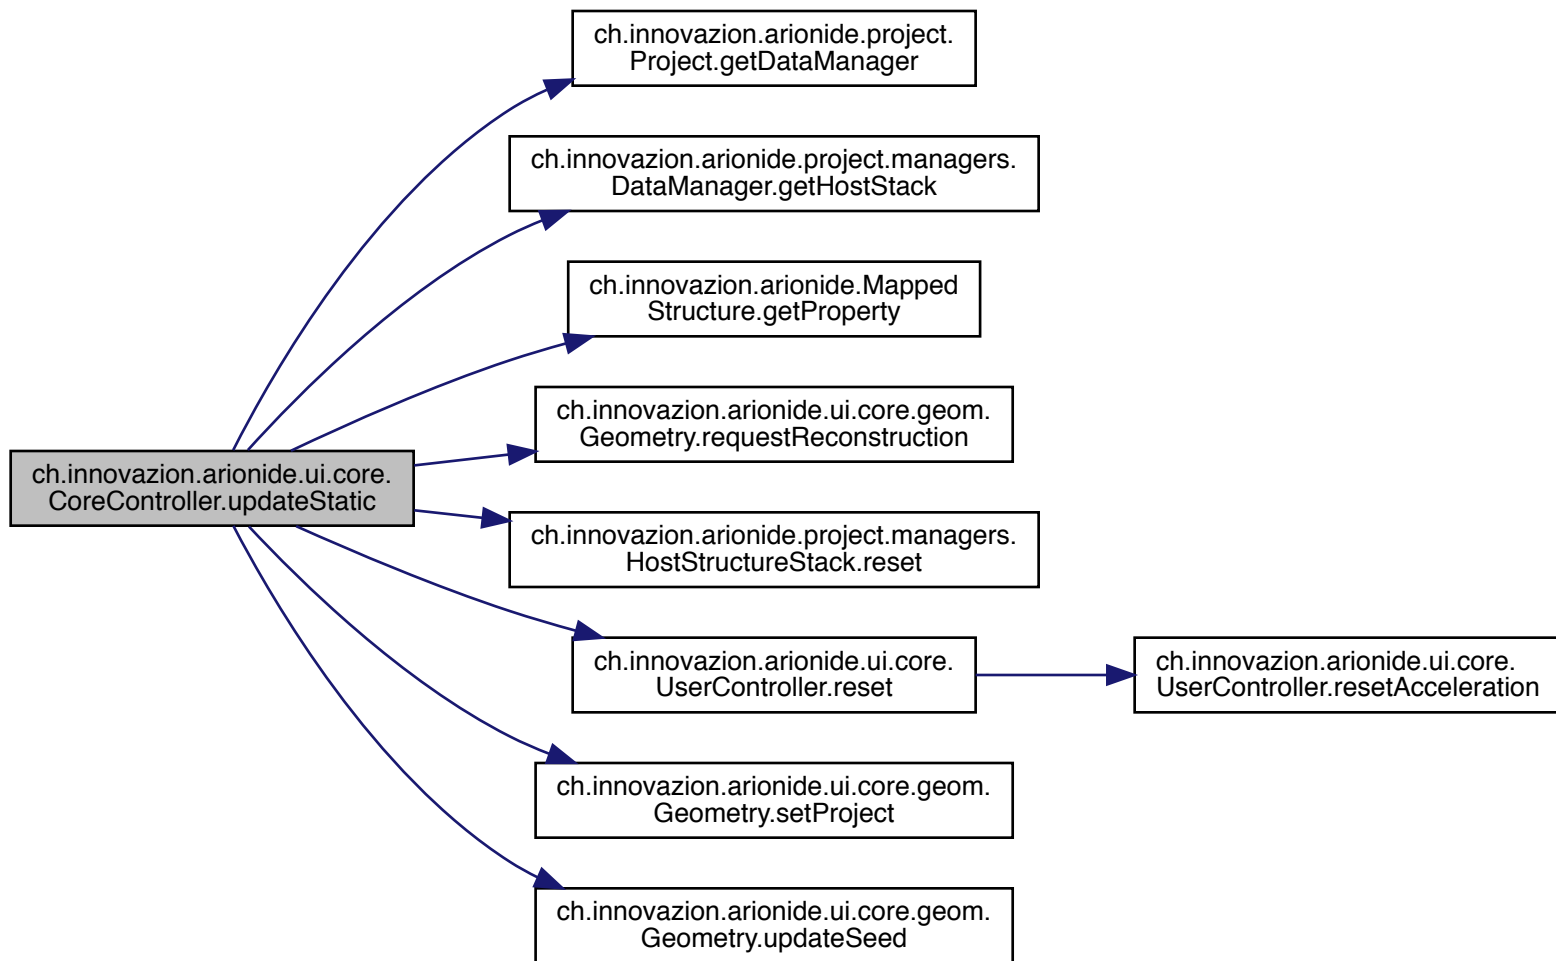 ch.innovazion.arionide.project.
Project.getDataManager
ch.innovazion.arionide.project.managers.
DataManager.getHostStack
ch.innovazion.arionide.Mapped
Structure.getProperty
ch.innovazion.arionide.ui.core.geom.
Geometry.requestReconstruction
ch.innovazion.arionide.ui.core.
CoreController.updateStatic
ch.innovazion.arionide.project.managers.
HostStructureStack.reset
ch.innovazion.arionide.ui.core.
UserController.reset
ch.innovazion.arionide.ui.core.
UserController.resetAcceleration
ch.innovazion.arionide.ui.core.geom.
Geometry.setProject
ch.innovazion.arionide.ui.core.geom.
Geometry.updateSeed